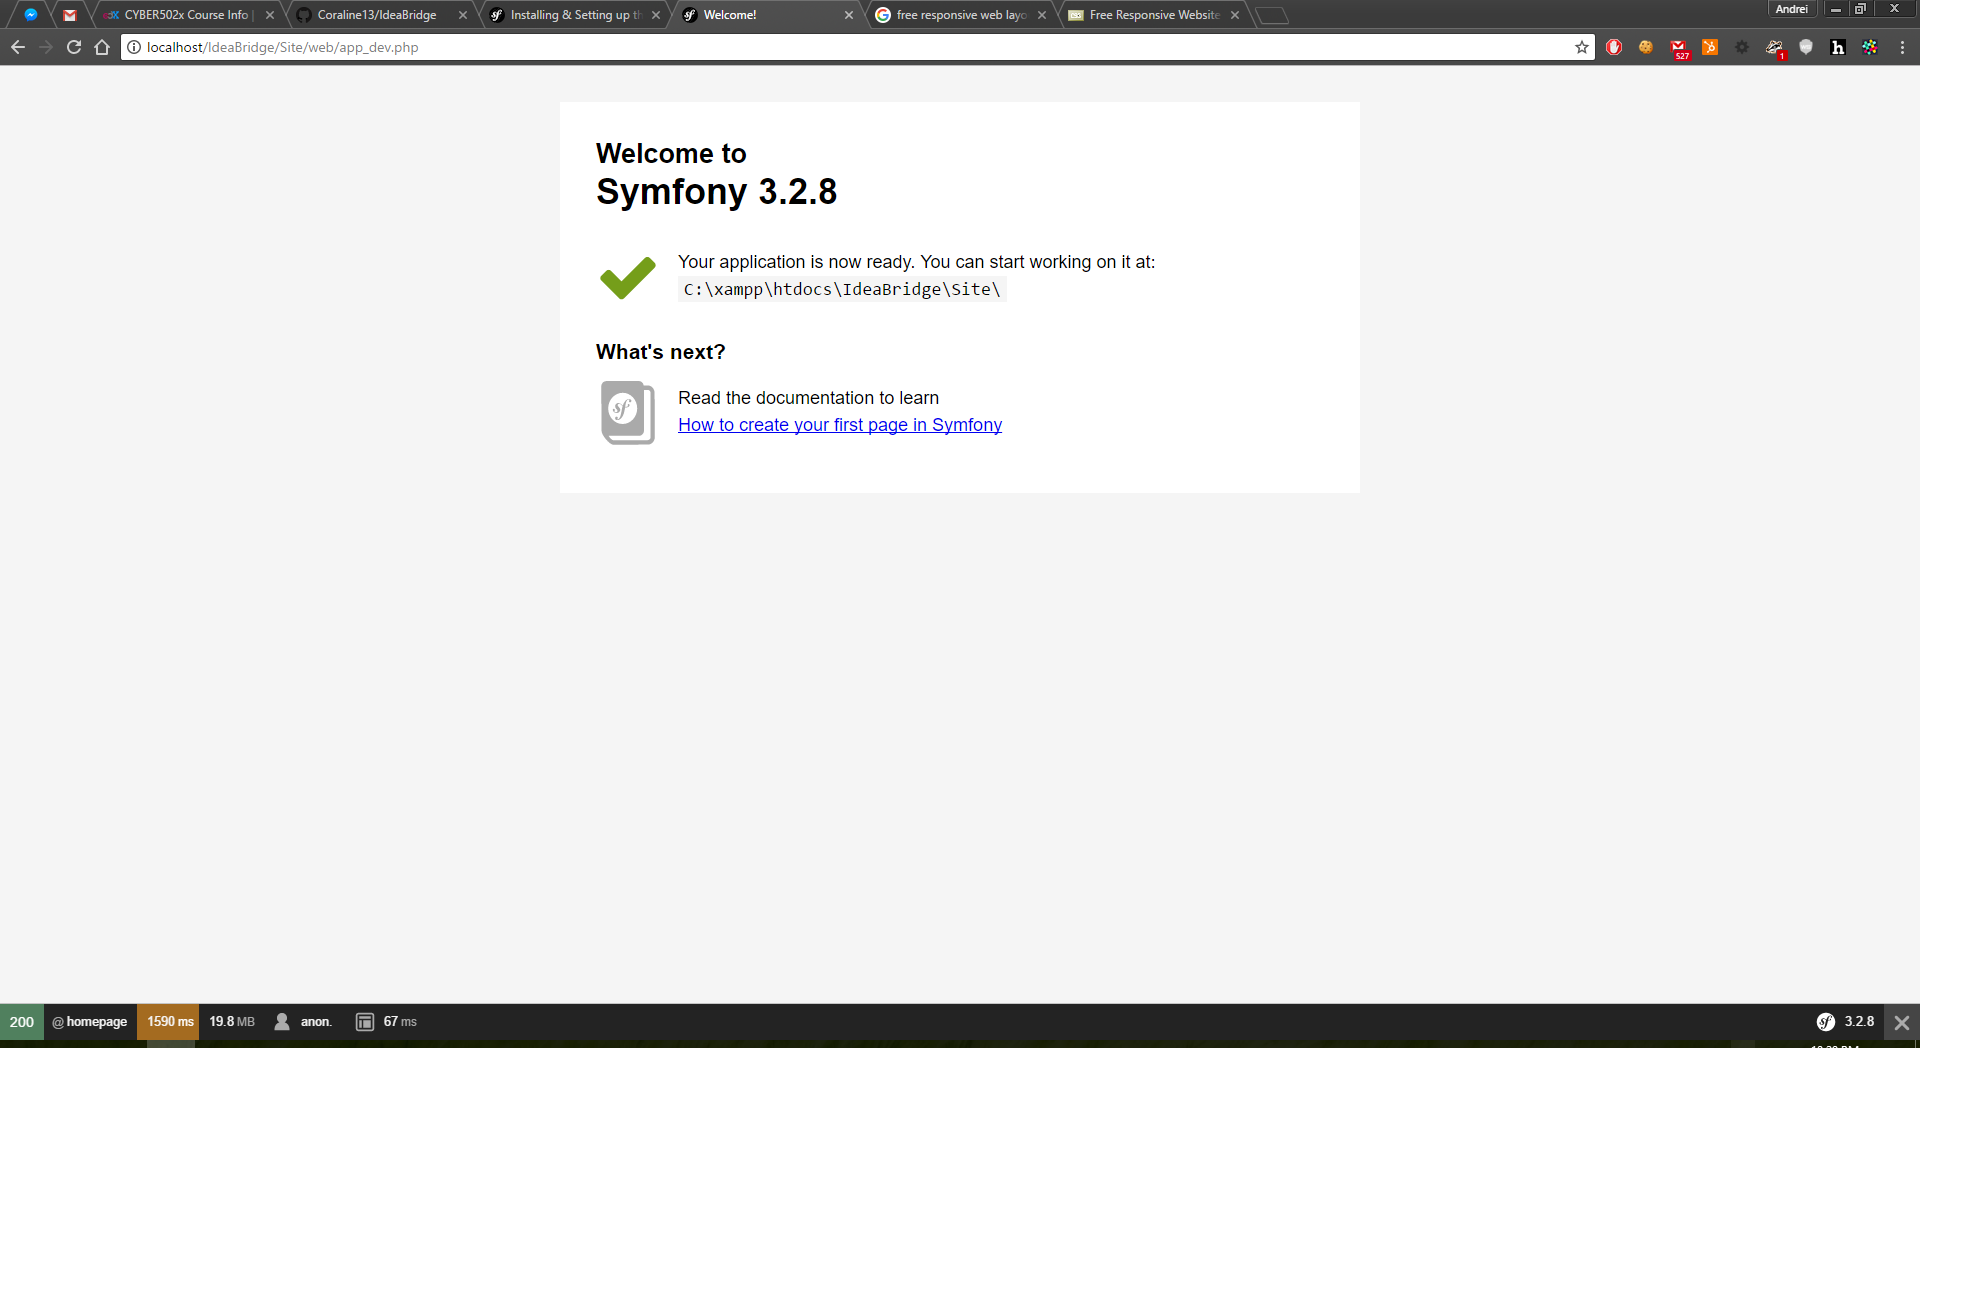 CYBER502x Course Info
Coraline13/IdeaBridge
Installing & Setting up th
Welcome!
free responsive web layo
Free Responsive Website
Andrei
localhost/IdeaBridge/Site/web/app_dev.php
527
1
Welcome to
Symfony 3.2.8
Your application is now ready. You can start working on it at:
C:\xampp\htdocs\IdeaBridge\Site\
What's next?
Read the documentation to learn
How to create your first page in Symfony
200 @ homepage 1590 ms 19.8 MB anon. 67 ms
3.2.8